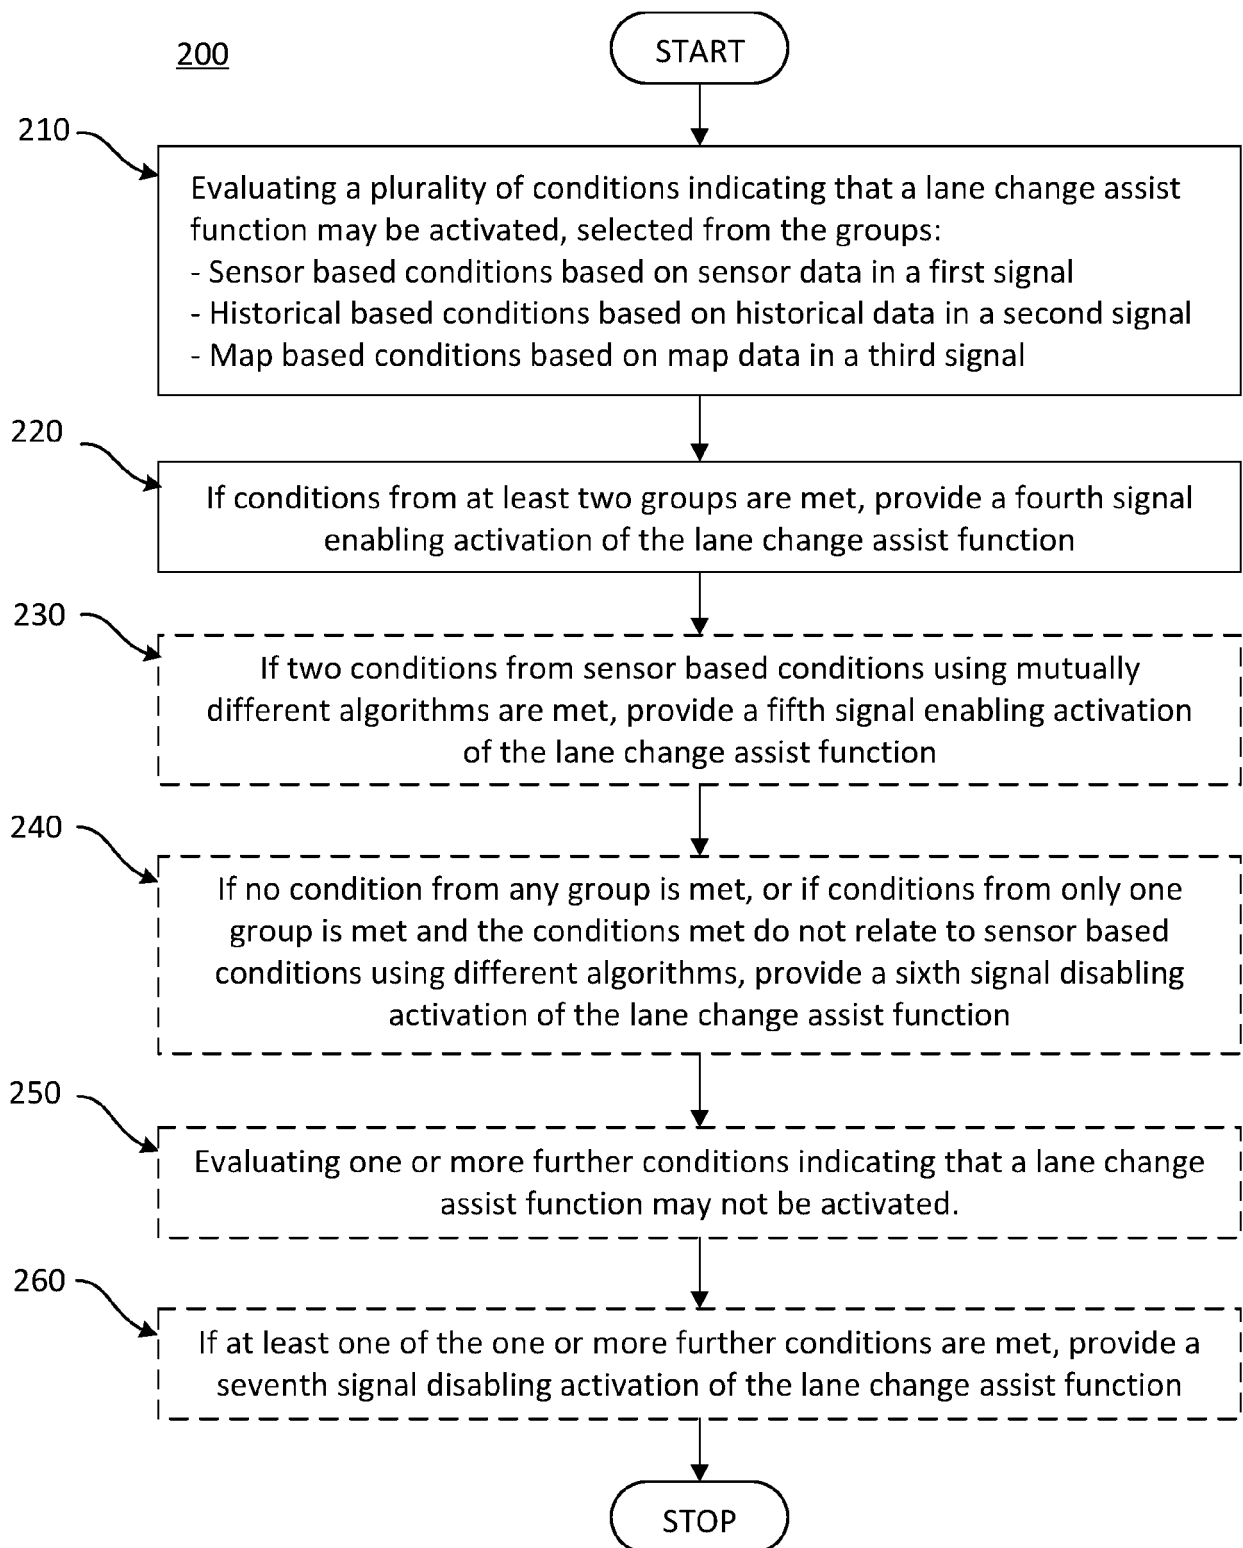 200
START
210
Evaluating a plurality of conditions indicating that a lane change assist
function may be activated, selected from the groups:
- Sensor based conditions based on sensor data in a first signal
- Historical based conditions based on historical data in a second signal
- Map based conditions based on map data in a third signal
220
If conditions from at least two groups are met, provide a fourth signal
enabling activation of the lane change assist function
230
If two conditions from sensor based conditions using mutually
different algorithms are met, provide a fifth signal enabling activation
of the lane change assist function
240
If no condition from any group is met, or if conditions from only one
group is met and the conditions met do not relate to sensor based
conditions using different algorithms, provide a sixth signal disabling
activation of the lane change assist function
250
Evaluating one or more further conditions indicating that a lane change
assist function may not be activated.
260
If at least one of the one or more further conditions are met, provide a
seventh signal disabling activation of the lane change assist function
STOP